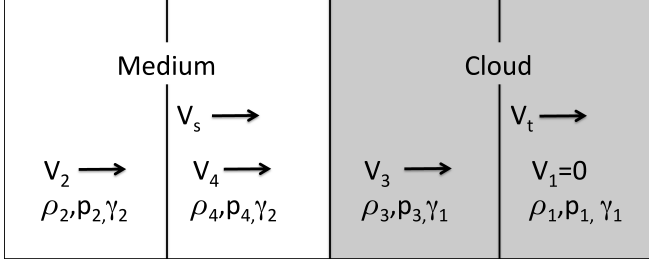 Medium Cloud
Vₛ Vₜ
V₂ V₄ V₃ V₁=0
ρ₂,p₂,γ₂ ρ₄,p₄,γ₂ ρ₃,p₃,γ₁ ρ₁,p₁, γ₁